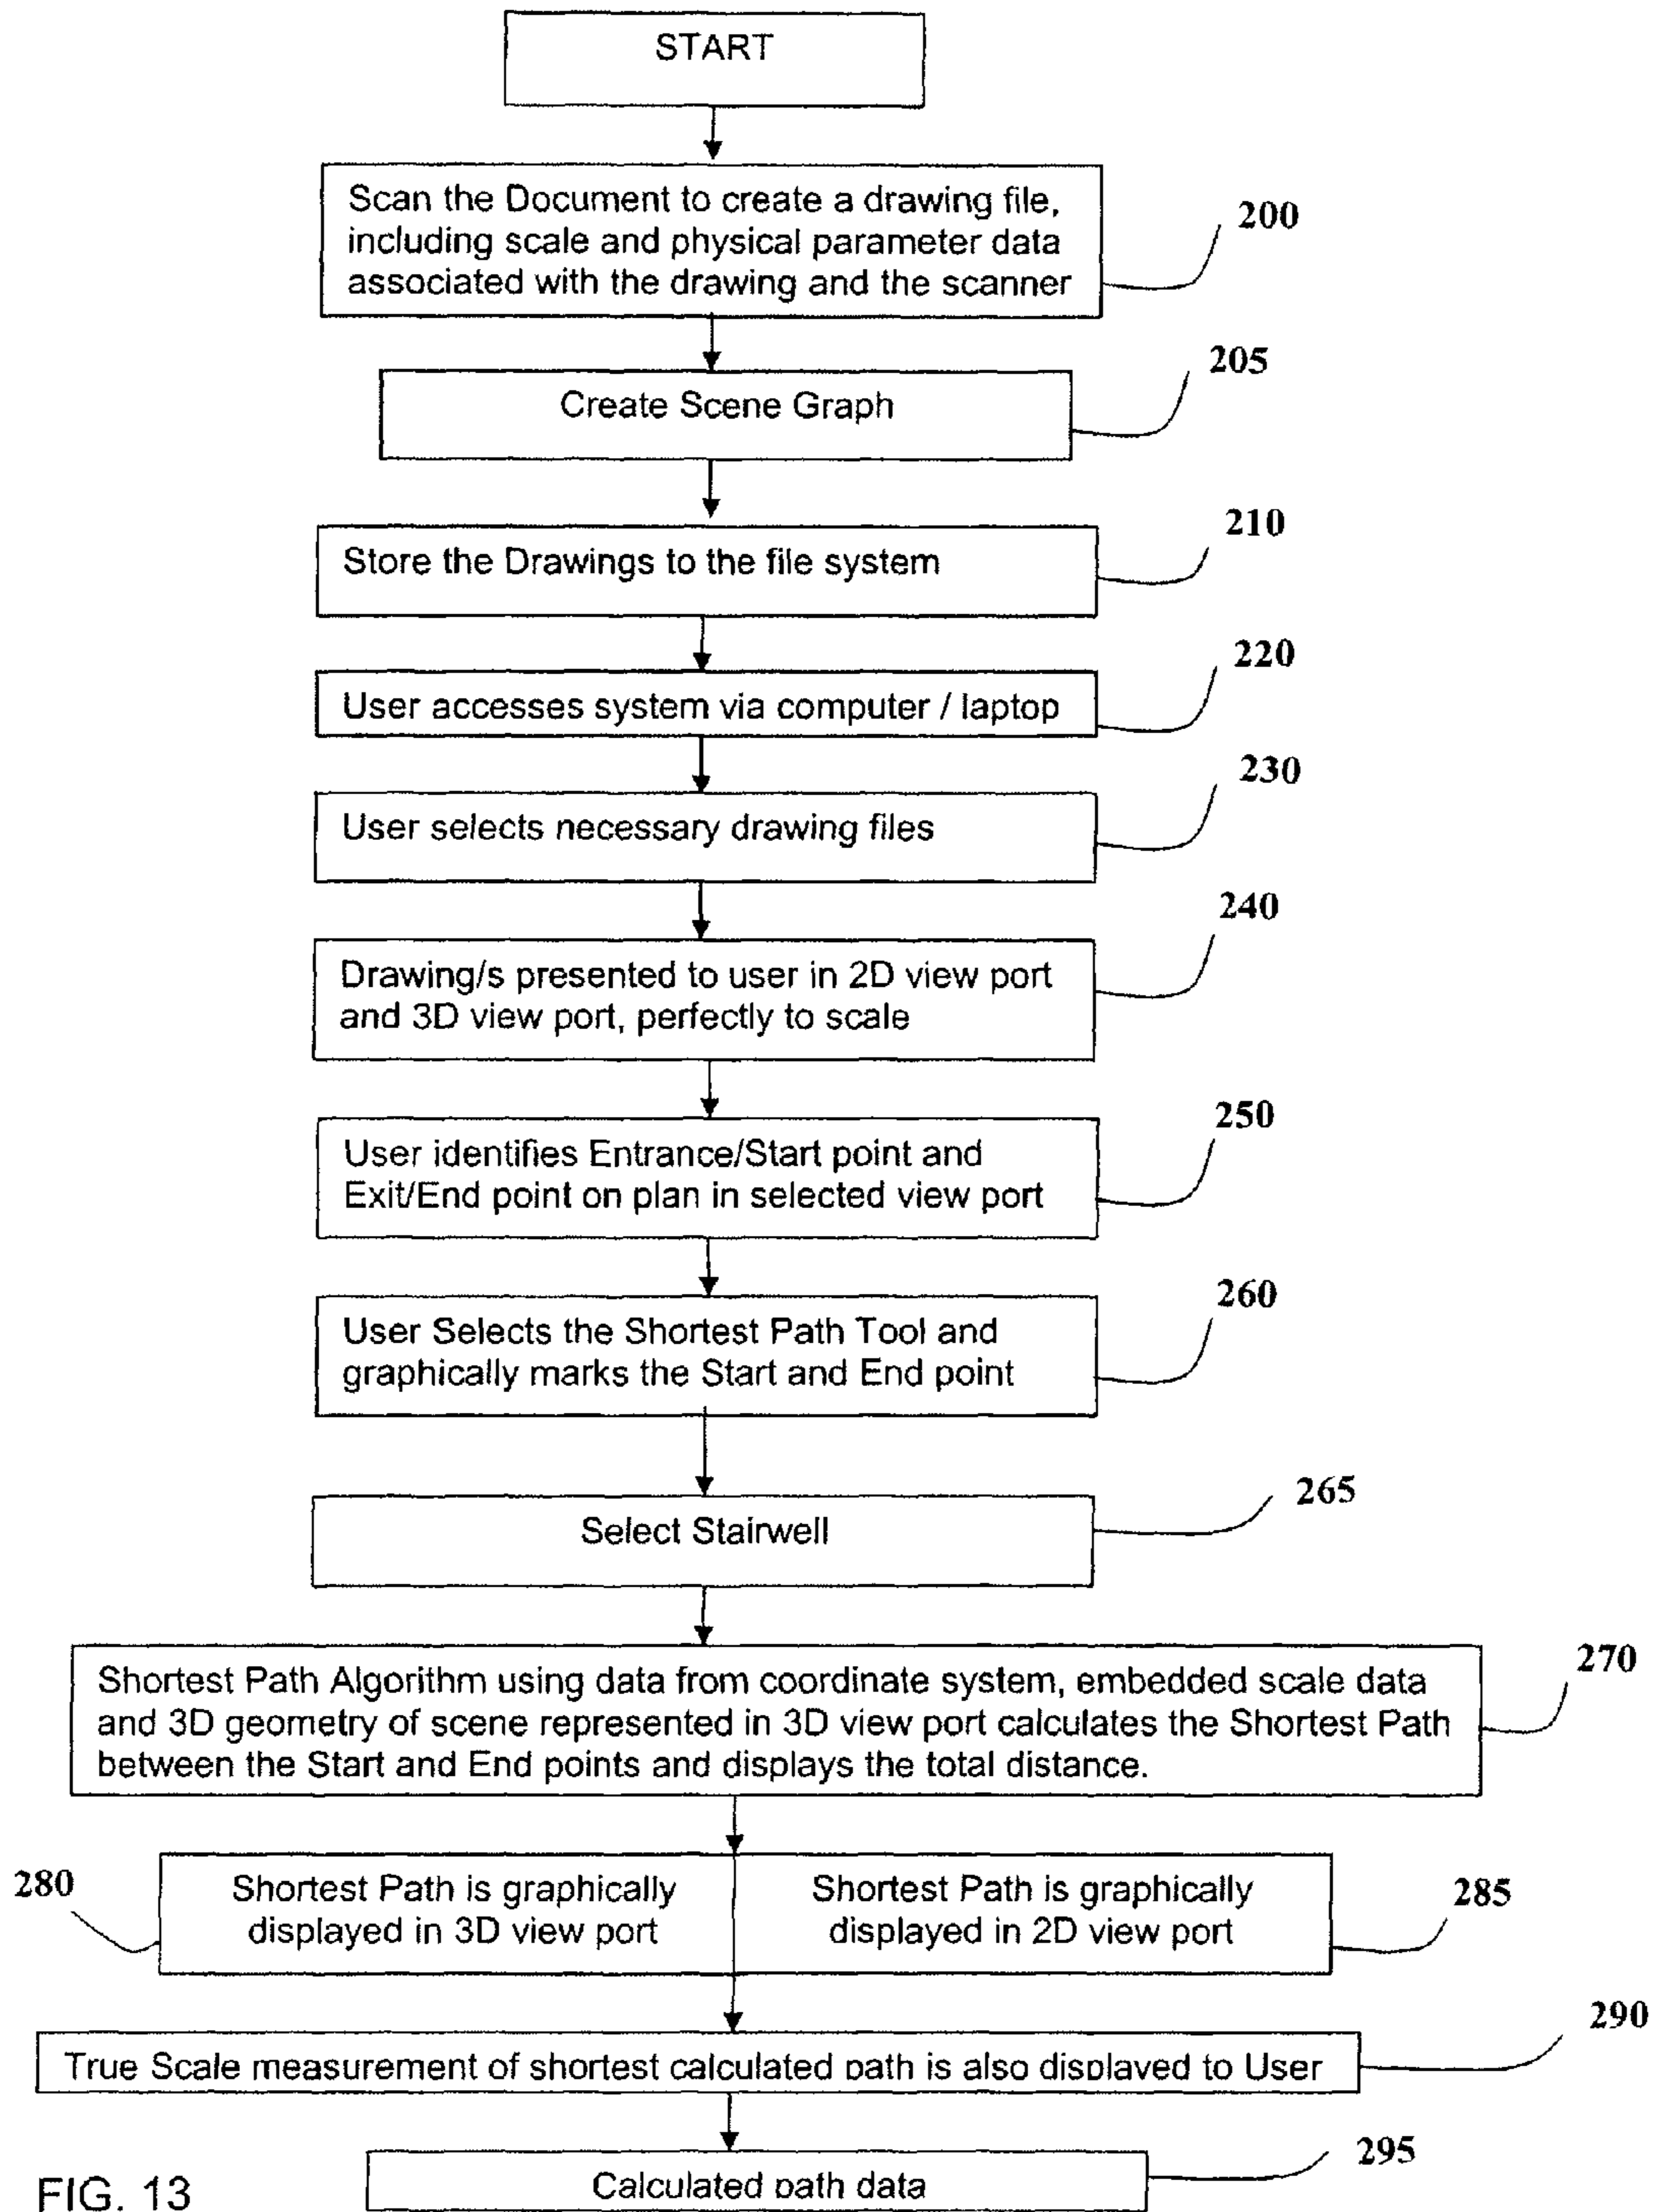 START
Scan the Document to create a drawing file,
including scale and physical parameter data
associated with the drawing and the scanner
200
205
Create Scene Graph
210
Store the Drawings to the file system
220
User accesses system via computer / laptop
230
User selects necessary drawing files
240
Drawing/s presented to user in 2D view port
and 3D view port, perfectly to scale
250
User identifies Entrance/Start point and
Exit/End point on plan in selected view port
260
User Selects the Shortest Path Tool and
graphically marks the Start and End point
265
Select Stairwell
270
Shortest Path Algorithm using data from coordinate system, embedded scale data
and 3D geometry of scene represented in 3D view port calculates the Shortest Path
between the Start and End points and displays the total distance.
280
Shortest Path is graphically
displayed in 3D view port
Shortest Path is graphically
displayed in 2D view port
285
290
True Scale measurement of shortest calculated path is also displayed to User
295
Calculated path data
FIG. 13